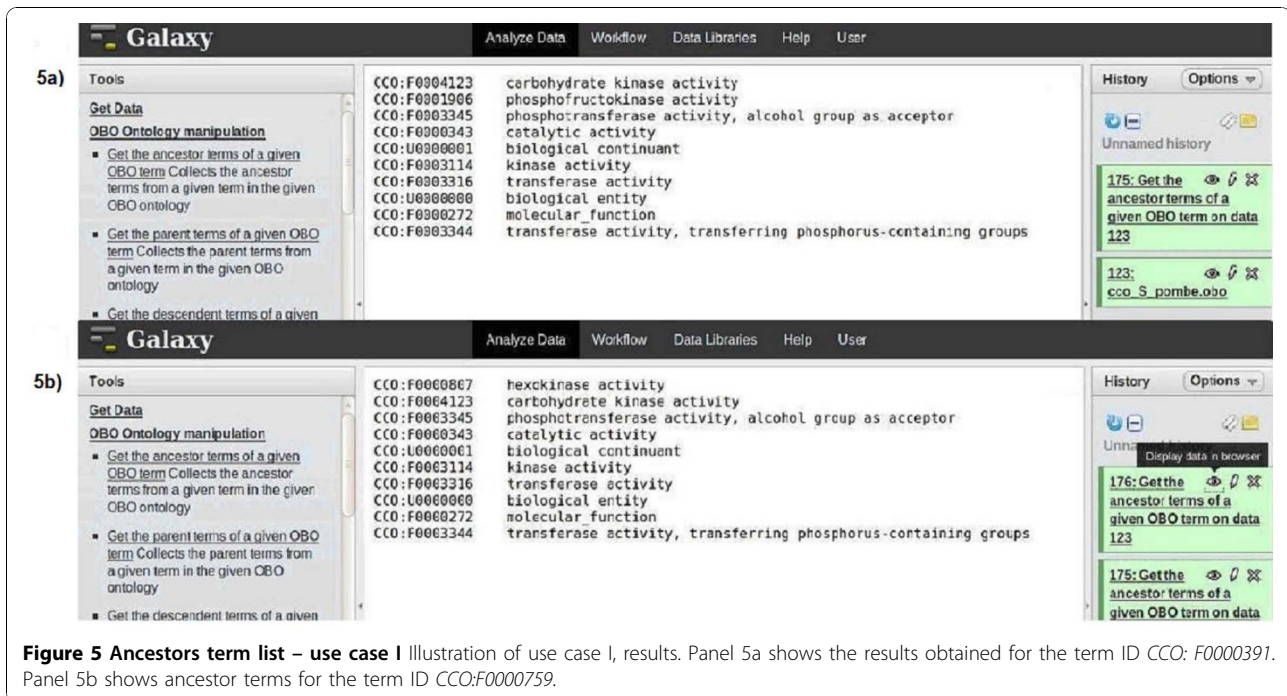 Galaxy
Analyze Data Workflow Data Libraries Help User
5a)
Tools
Get Data
OBO Ontology manipulation
▪ Get the ancestor terms of a given
OBO term Collects the ancestor
terms from a given term in the given
OBO ontology
▪ Get the parent terms of a given OBO
term Collects the parent terms from
a given term in the given OBO
ontology
▪ Get the descendent terms of a given
CCO:F0004123 carbohydrate kinase activity
CCO:F0001906 phosphofructokinase activity
CCO:F0003345 phosphotransferase activity, alcohol group as acceptor
CCO:F0000343 catalytic activity
CCO:U0000001 biological continuant
CCO:F0003114 kinase activity
CCO:F0003316 transferase activity
CCO:U0000000 biological entity
CCO:F0000272 molecular_function
CCO:F0003344 transferase activity, transferring phosphorus-containing groups
History Options
Unnamed history
175: Get the
ancestor terms of a
given OBO term on data
123
123:
cco_S_pombe.obo
Galaxy
Analyze Data Workflow Data Libraries Help User
5b)
Tools
Get Data
OBO Ontology manipulation
▪ Get the ancestor terms of a given
OBO term Collects the ancestor
terms from a given term in the given
OBO ontology
▪ Get the parent terms of a given OBO
term Collects the parent terms from
a given term in the given OBO
ontology
▪ Get the descendent terms of a given
CCO:F0000807 hexokinase activity
CCO:F0004123 carbohydrate kinase activity
CCO:F0003345 phosphotransferase activity, alcohol group as acceptor
CCO:F0000343 catalytic activity
CCO:U0000001 biological continuant
CCO:F0003114 kinase activity
CCO:F0003316 transferase activity
CCO:U0000000 biological entity
CCO:F0000272 molecular_function
CCO:F0003344 transferase activity, transferring phosphorus-containing groups
History Options
Display data in browser
176: Get the
ancestor terms of a
given OBO term on data
123
175: Get the
ancestor terms of a
given OBO term on data
Figure 5 Ancestors term list – use case I Illustration of use case I, results. Panel 5a shows the results obtained for the term ID CCO: F0000391.
Panel 5b shows ancestor terms for the term ID CCO:F0000759.